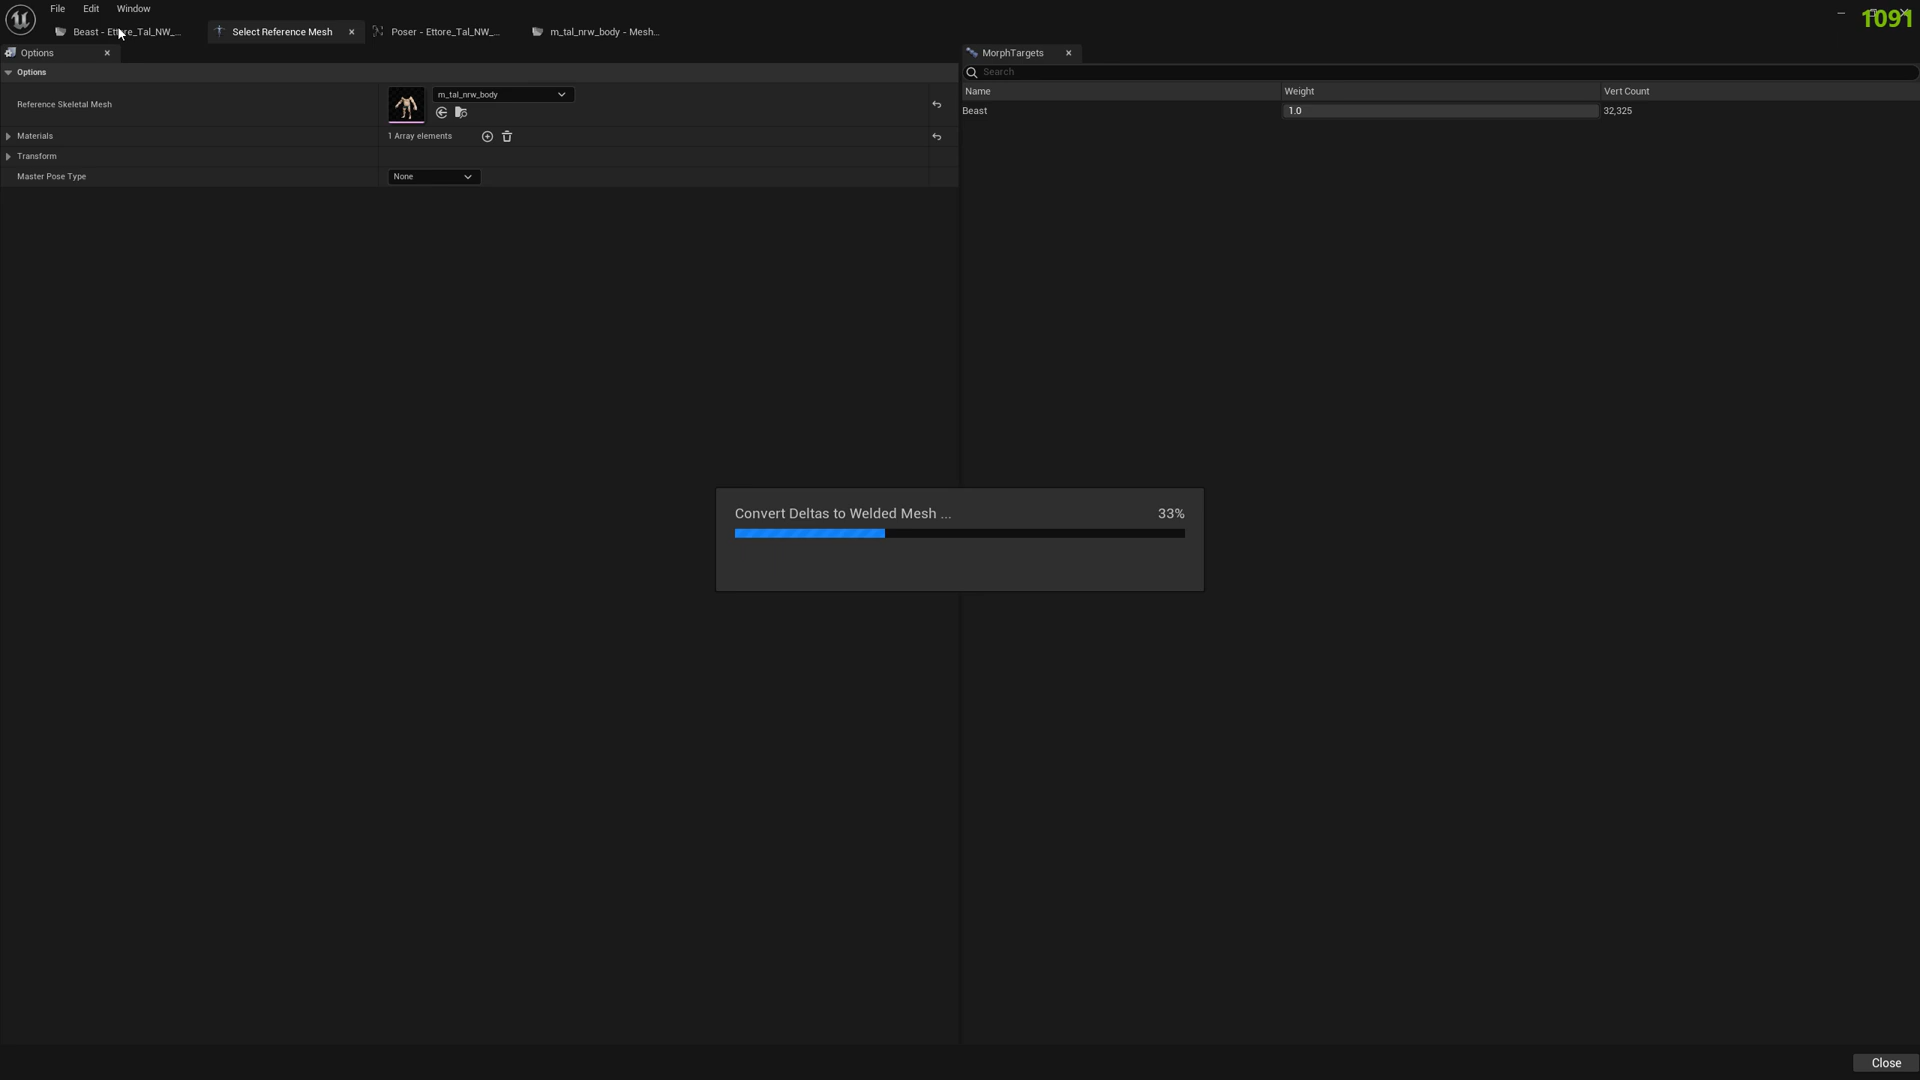 File Edit Window
1091
Beast - Ettore_Tal_NW_...
Select Reference Mesh
Poser - Ettore_Tal_NW_...
m_tal_nrw_body - Mesh...
Options
MorphTargets
Options
Search
Name Weight Vert Count
Reference Skeletal Mesh
m_tal_nrw_body
Beast 1.0 32,325
Materials
1 Array elements
Transform
Master Pose Type
None
Convert Deltas to Welded Mesh ... 33%
Close